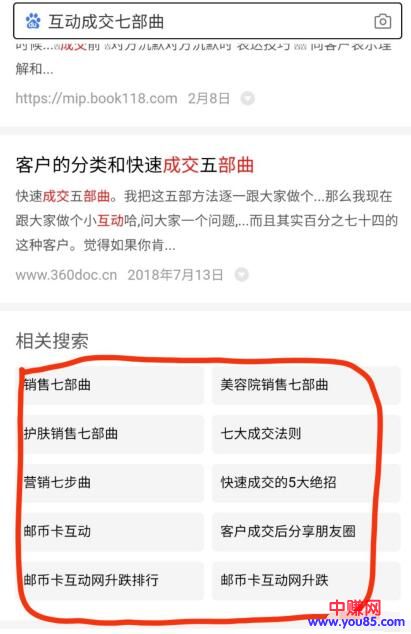 互动成交七部曲
解和...
https://mip.book118.com 2月8日
客户的分类和快速成交五部曲
快速成交五部曲。我把这五部方法逐一跟大家做个...那么我现在
跟大家做个小互动哈,问大家一个问题,...而且其实百分之七十四的
这种客户。觉得如果你肯...
www.360doc.cn 2018年7月13日
相关搜索
销售七部曲 美容院销售七部曲
护肤销售七部曲 七大成交法则
营销七步曲 快速成交的5大绝招
邮币卡互动 客户成交后分享朋友圈
邮币卡互动网升跌排行 邮币卡互动网升跌
中赚网
www.you85.com